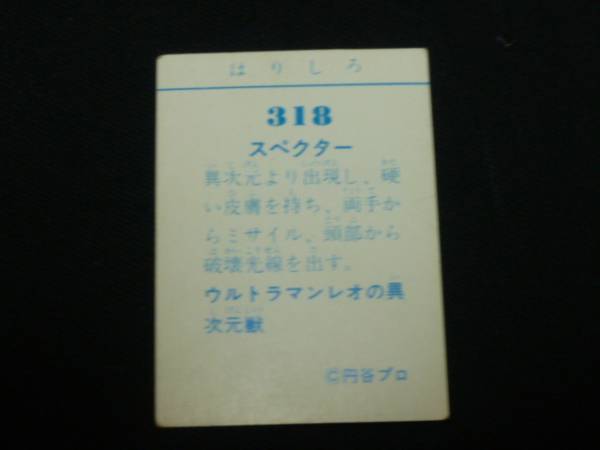 はりしろ
318
スペクター
異次元より出現し、硬
い皮膚を持ち、両手か
らミサイル、頭部から
破壊光線を出す。
ウルトラマンレオの異
次元獣
©円谷プロ